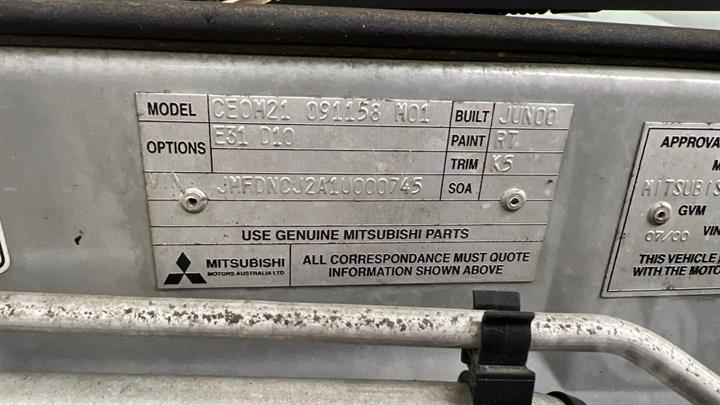 MODEL CE0M21 091158 M01 BUILT JUN00
OPTIONS E31 D10 PAINT RT
TRIM K5
VIN JMFDNCJ2A1U000745 SOA
USE GENUINE MITSUBISHI PARTS
MITSUBISHI
MOTORS AUSTRALIA LTD
ALL CORRESPONDANCE MUST QUOTE
INFORMATION SHOWN ABOVE
APPROVA
M
MITSUBIS
GVM
07/00 VIN
THIS VEHICLE
WITH THE MOTO